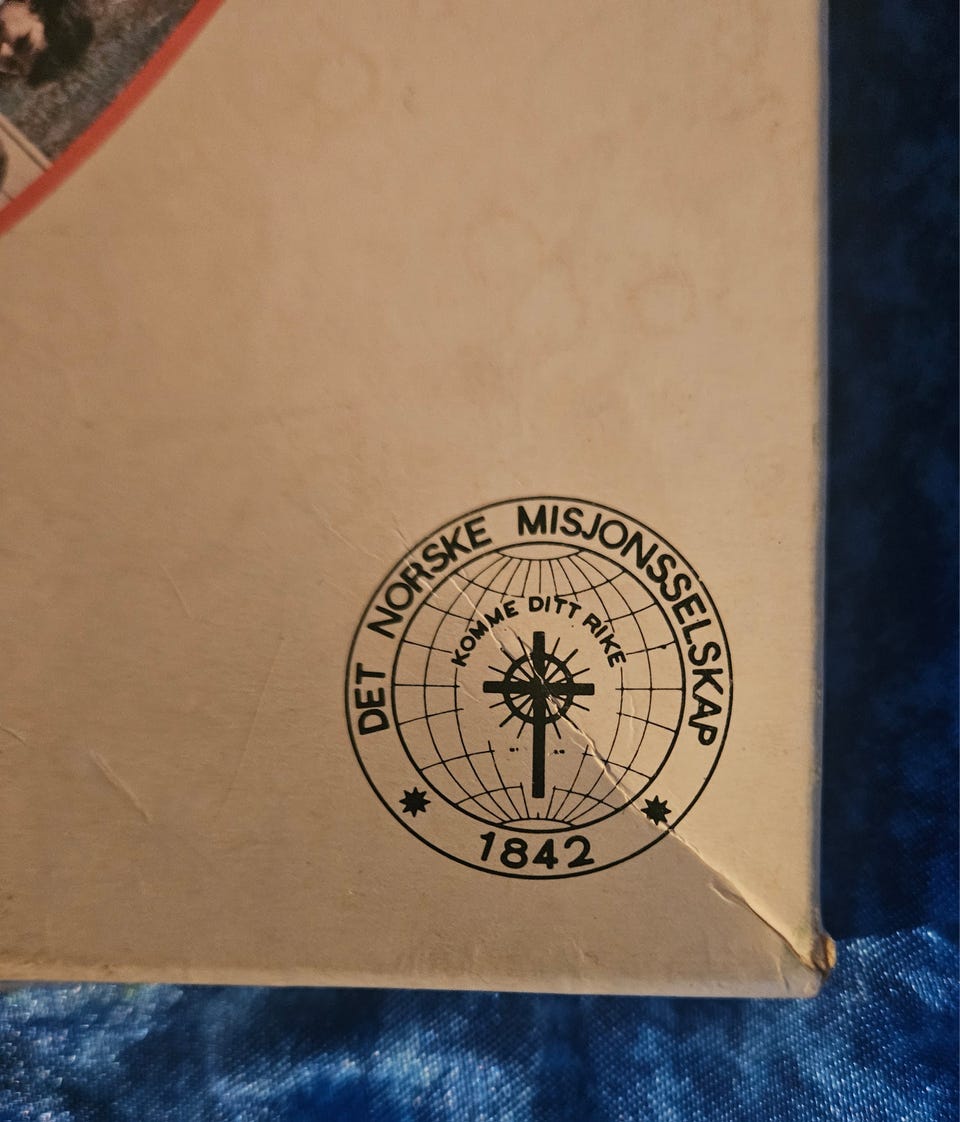 DET NORSKE MISJONSSELSKAP
KOMME DITT RIKE
1842